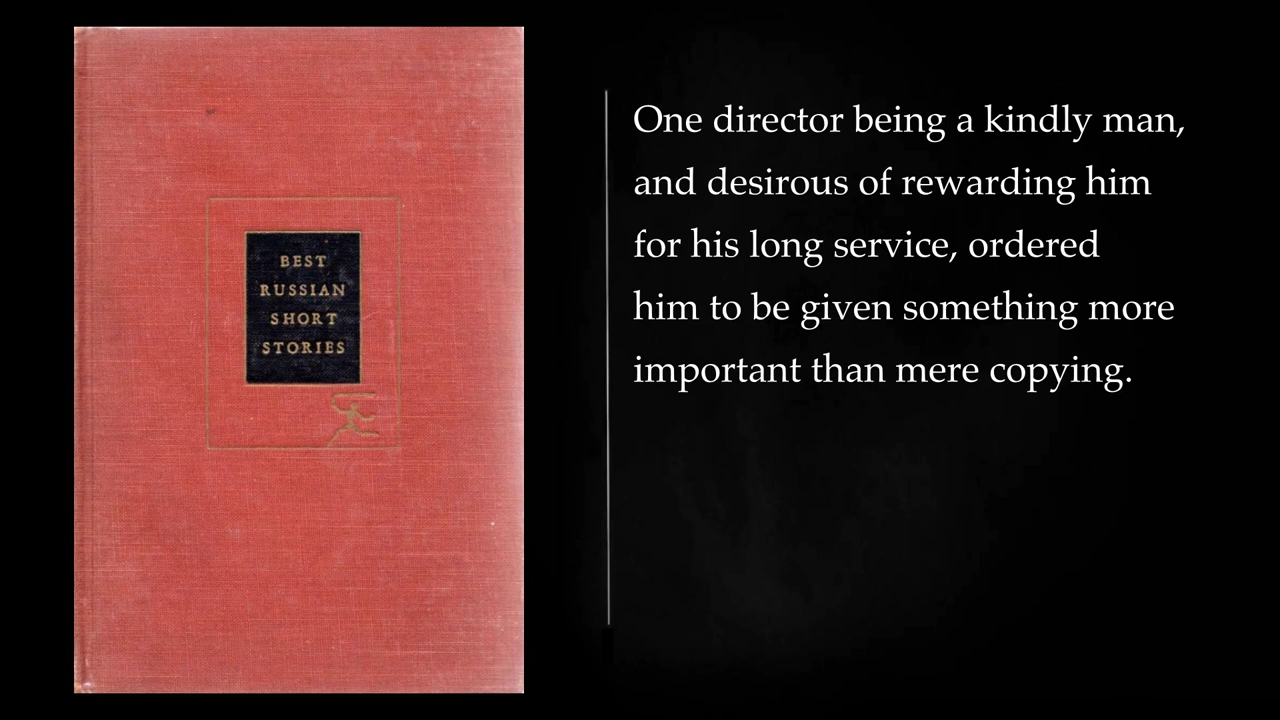 BEST
RUSSIAN
SHORT
STORIES
One director being a kindly man,
and desirous of rewarding him
for his long service, ordered
him to be given something more
important than mere copying.